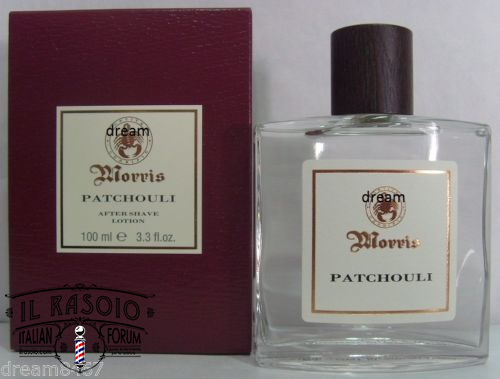 dream
Morris
PATCHOULI
AFTER SHAVE
LOTION
100 ml e 3.3 fl.oz.
dream
Morris
PATCHOULI
IL RASOIO
ITALIAN FORUM